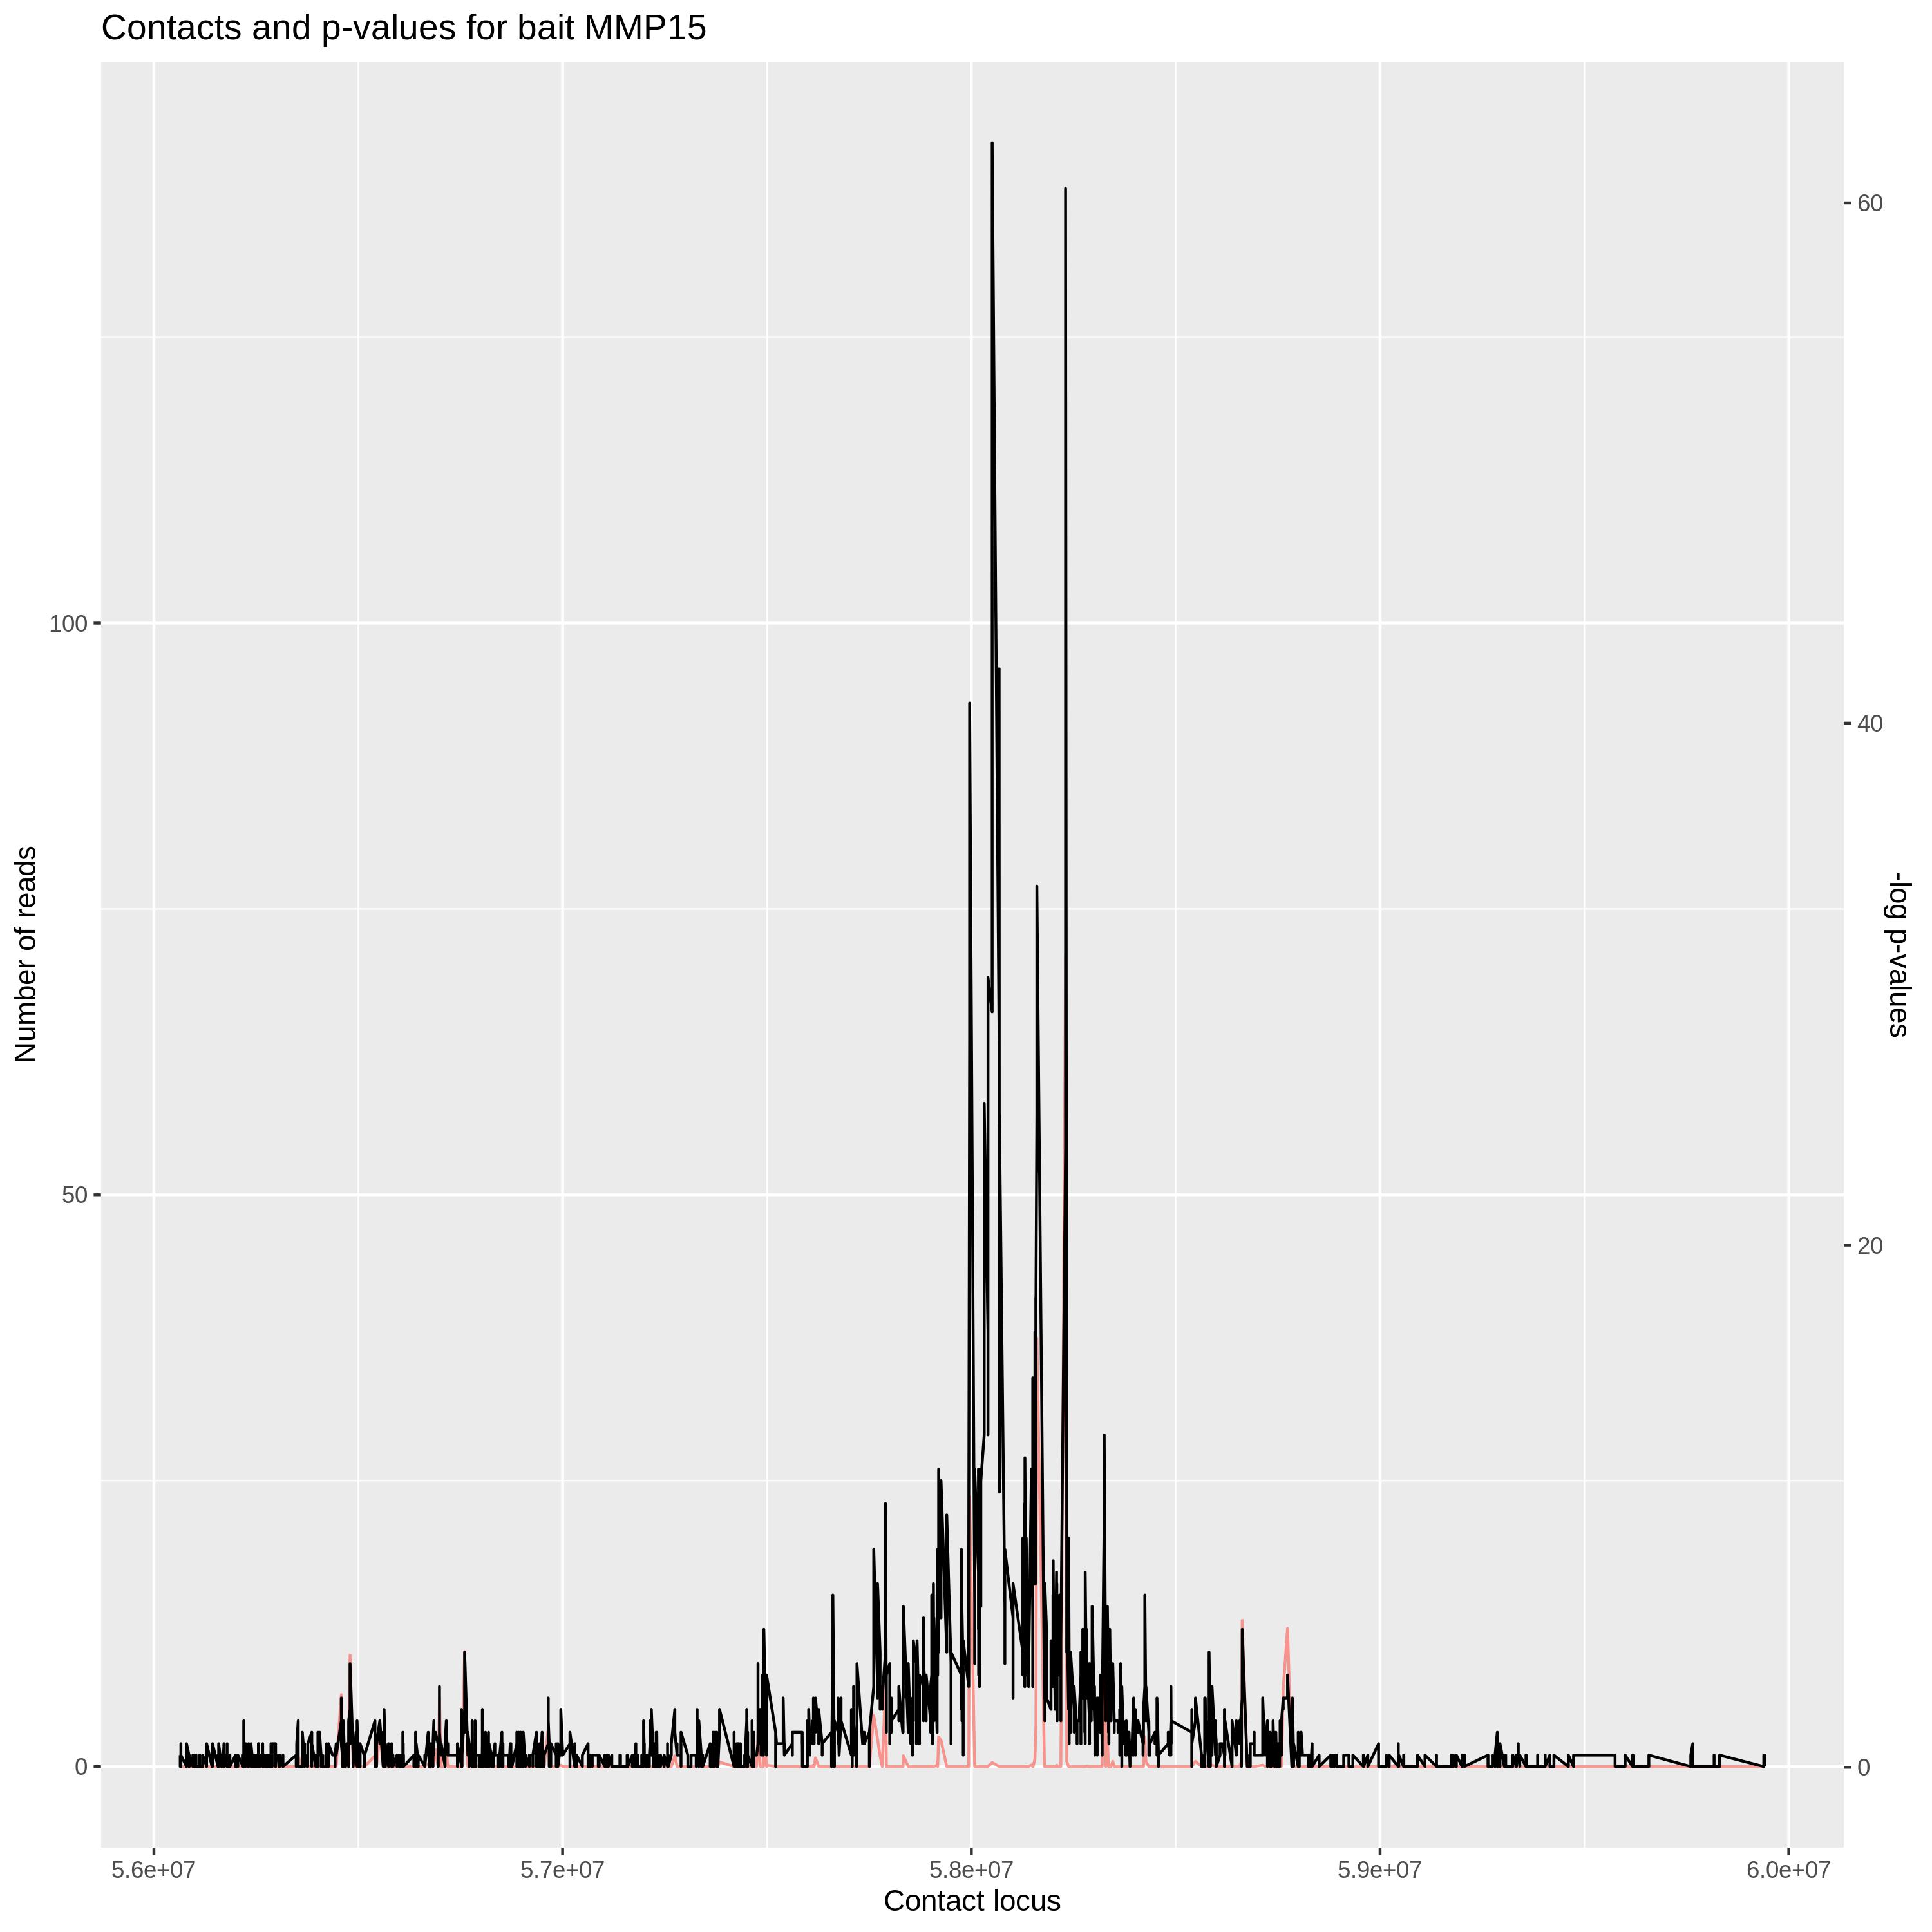 Contacts and p-values for bait MMP15
60
100
40
Number of reads
-log p-values
50
20
0
0
5.6e+07 5.7e+07 5.8e+07 5.9e+07 6.0e+07
Contact locus